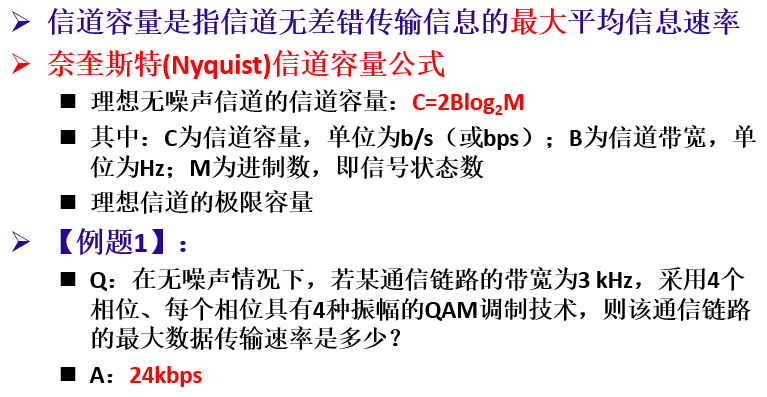 信道容量是指信道无差错传输信息的最大平均信息速率
奈奎斯特(Nyquist)信道容量公式
理想无噪声信道的信道容量：C=2Blog₂M
其中：C为信道容量，单位为b/s（或bps）；B为信道带宽，单
位为Hz；M为进制数，即信号状态数
理想信道的极限容量
【例题1】：
Q：在无噪声情况下，若某通信链路的带宽为3 kHz，采用4个
相位、每个相位具有4种振幅的QAM调制技术，则该通信链路
的最大数据传输速率是多少？
A：24kbps